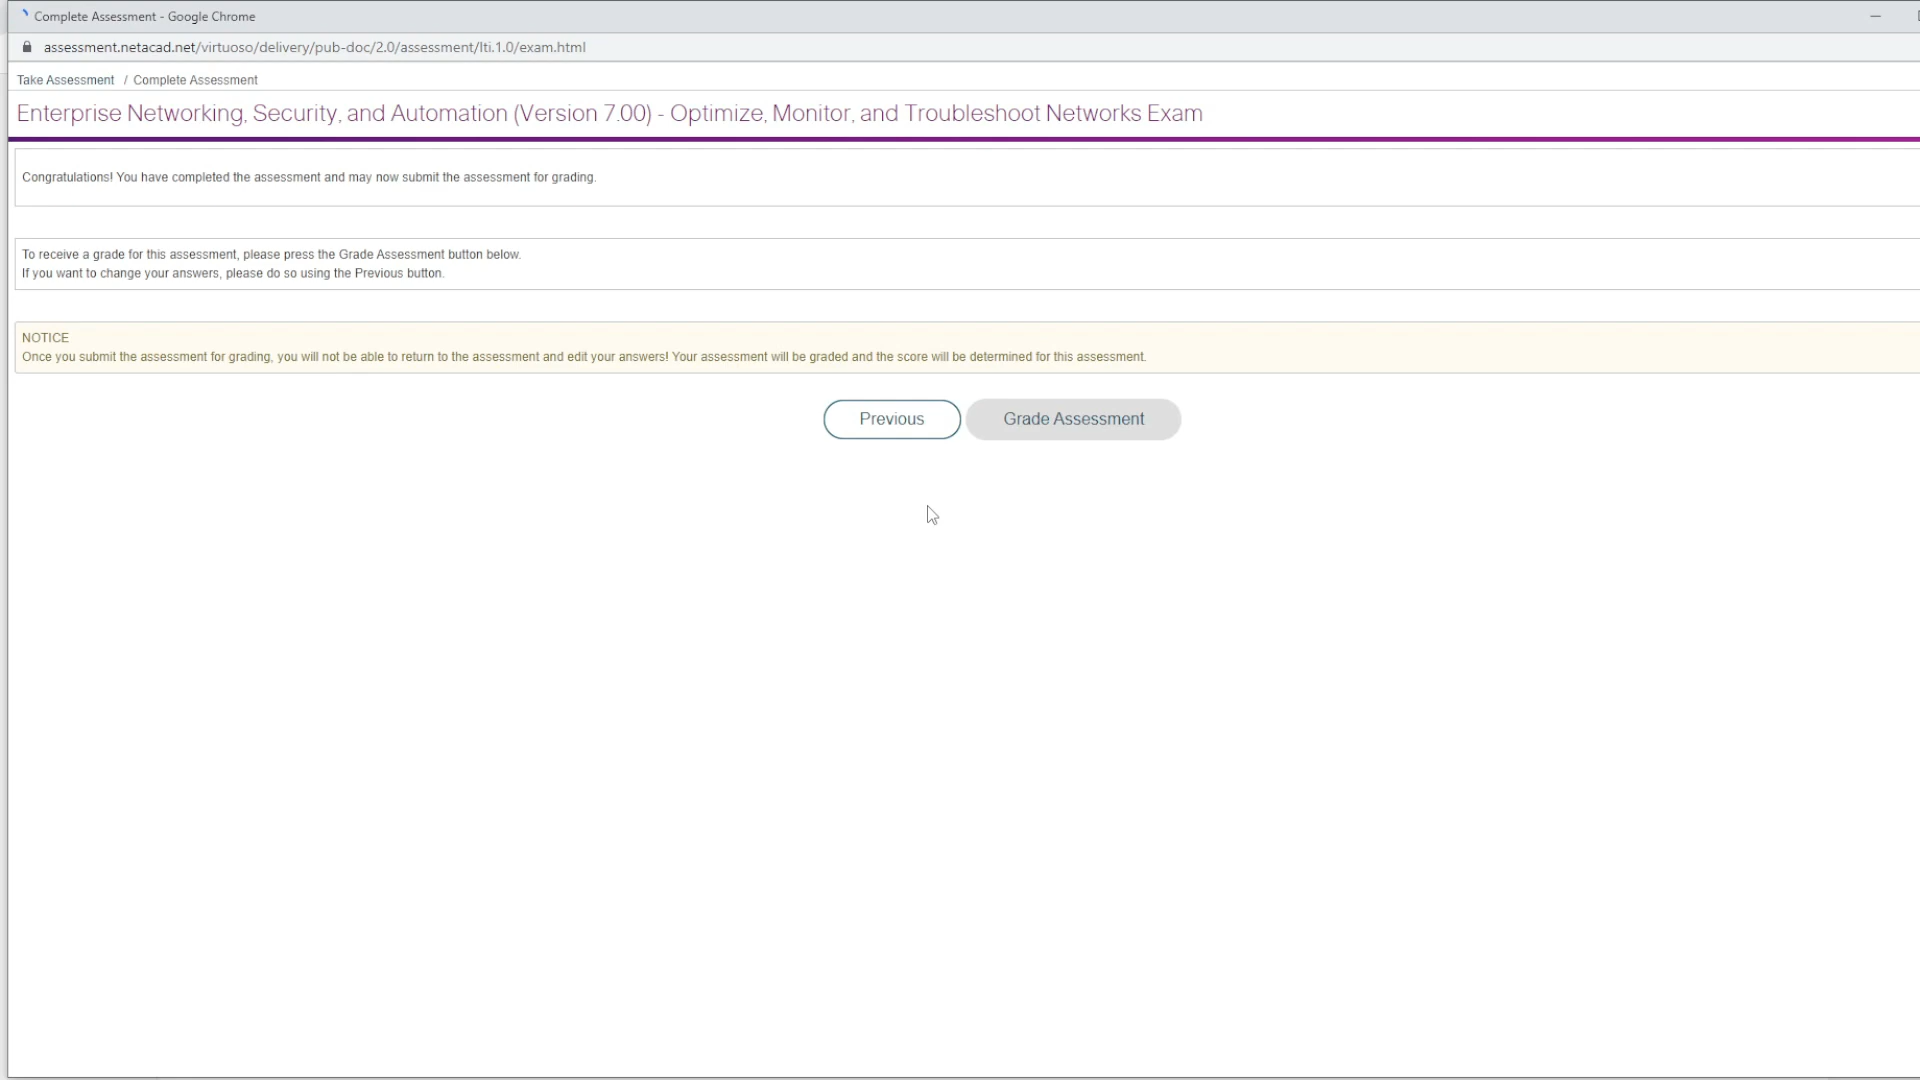 Complete Assessment - Google Chrome
assessment.netacad.net/virtuoso/delivery/pub-doc/2.0/assessment/lti.1.0/exam.html
Take Assessment / Complete Assessment
Enterprise Networking, Security, and Automation (Version 7.00) - Optimize, Monitor, and Troubleshoot Networks Exam
Congratulations! You have completed the assessment and may now submit the assessment for grading.
To receive a grade for this assessment, please press the Grade Assessment button below.
If you want to change your answers, please do so using the Previous button.
NOTICE
Once you submit the assessment for grading, you will not be able to return to the assessment and edit your answers! Your assessment will be graded and the score will be determined for this assessment.
Previous Grade Assessment